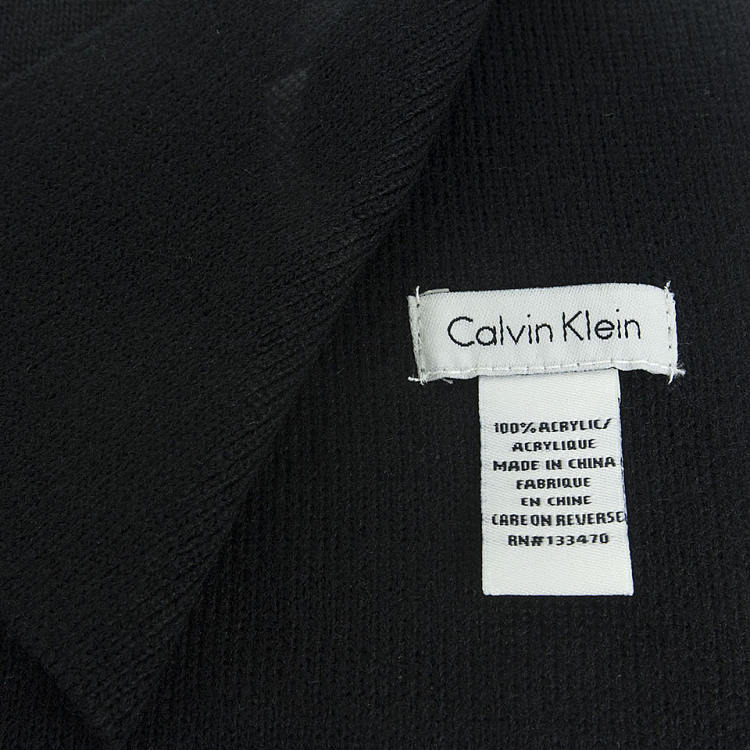 Calvin Klein
100% ACRYLIC/
ACRYLIQUE
MADE IN CHINA
FABRIQUE
EN CHINE
CARE ON REVERSE
RN#133470